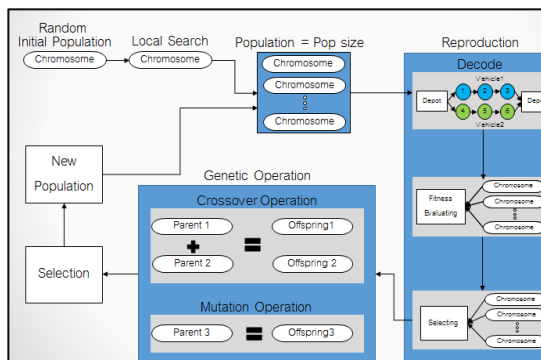 Random
Initial Population
Local Search
Population = Pop size
Reproduction
Chromosome
Chromosome
Chromosome
Chromosome
Chromosome
Decode
Vehicle1
Depot
1
2
3
4
5
6
Vehicle2
New
Population
Genetic Operation
Crossover Operation
Parent 1
Offspring1
Parent 2
Offspring 2
Fitness
Evaluating
Chromosome
Chromosome
Chromosome
Selection
Mutation Operation
Parent 3
Offspring3
Selecting
Chromosome
Chromosome
Chromosome